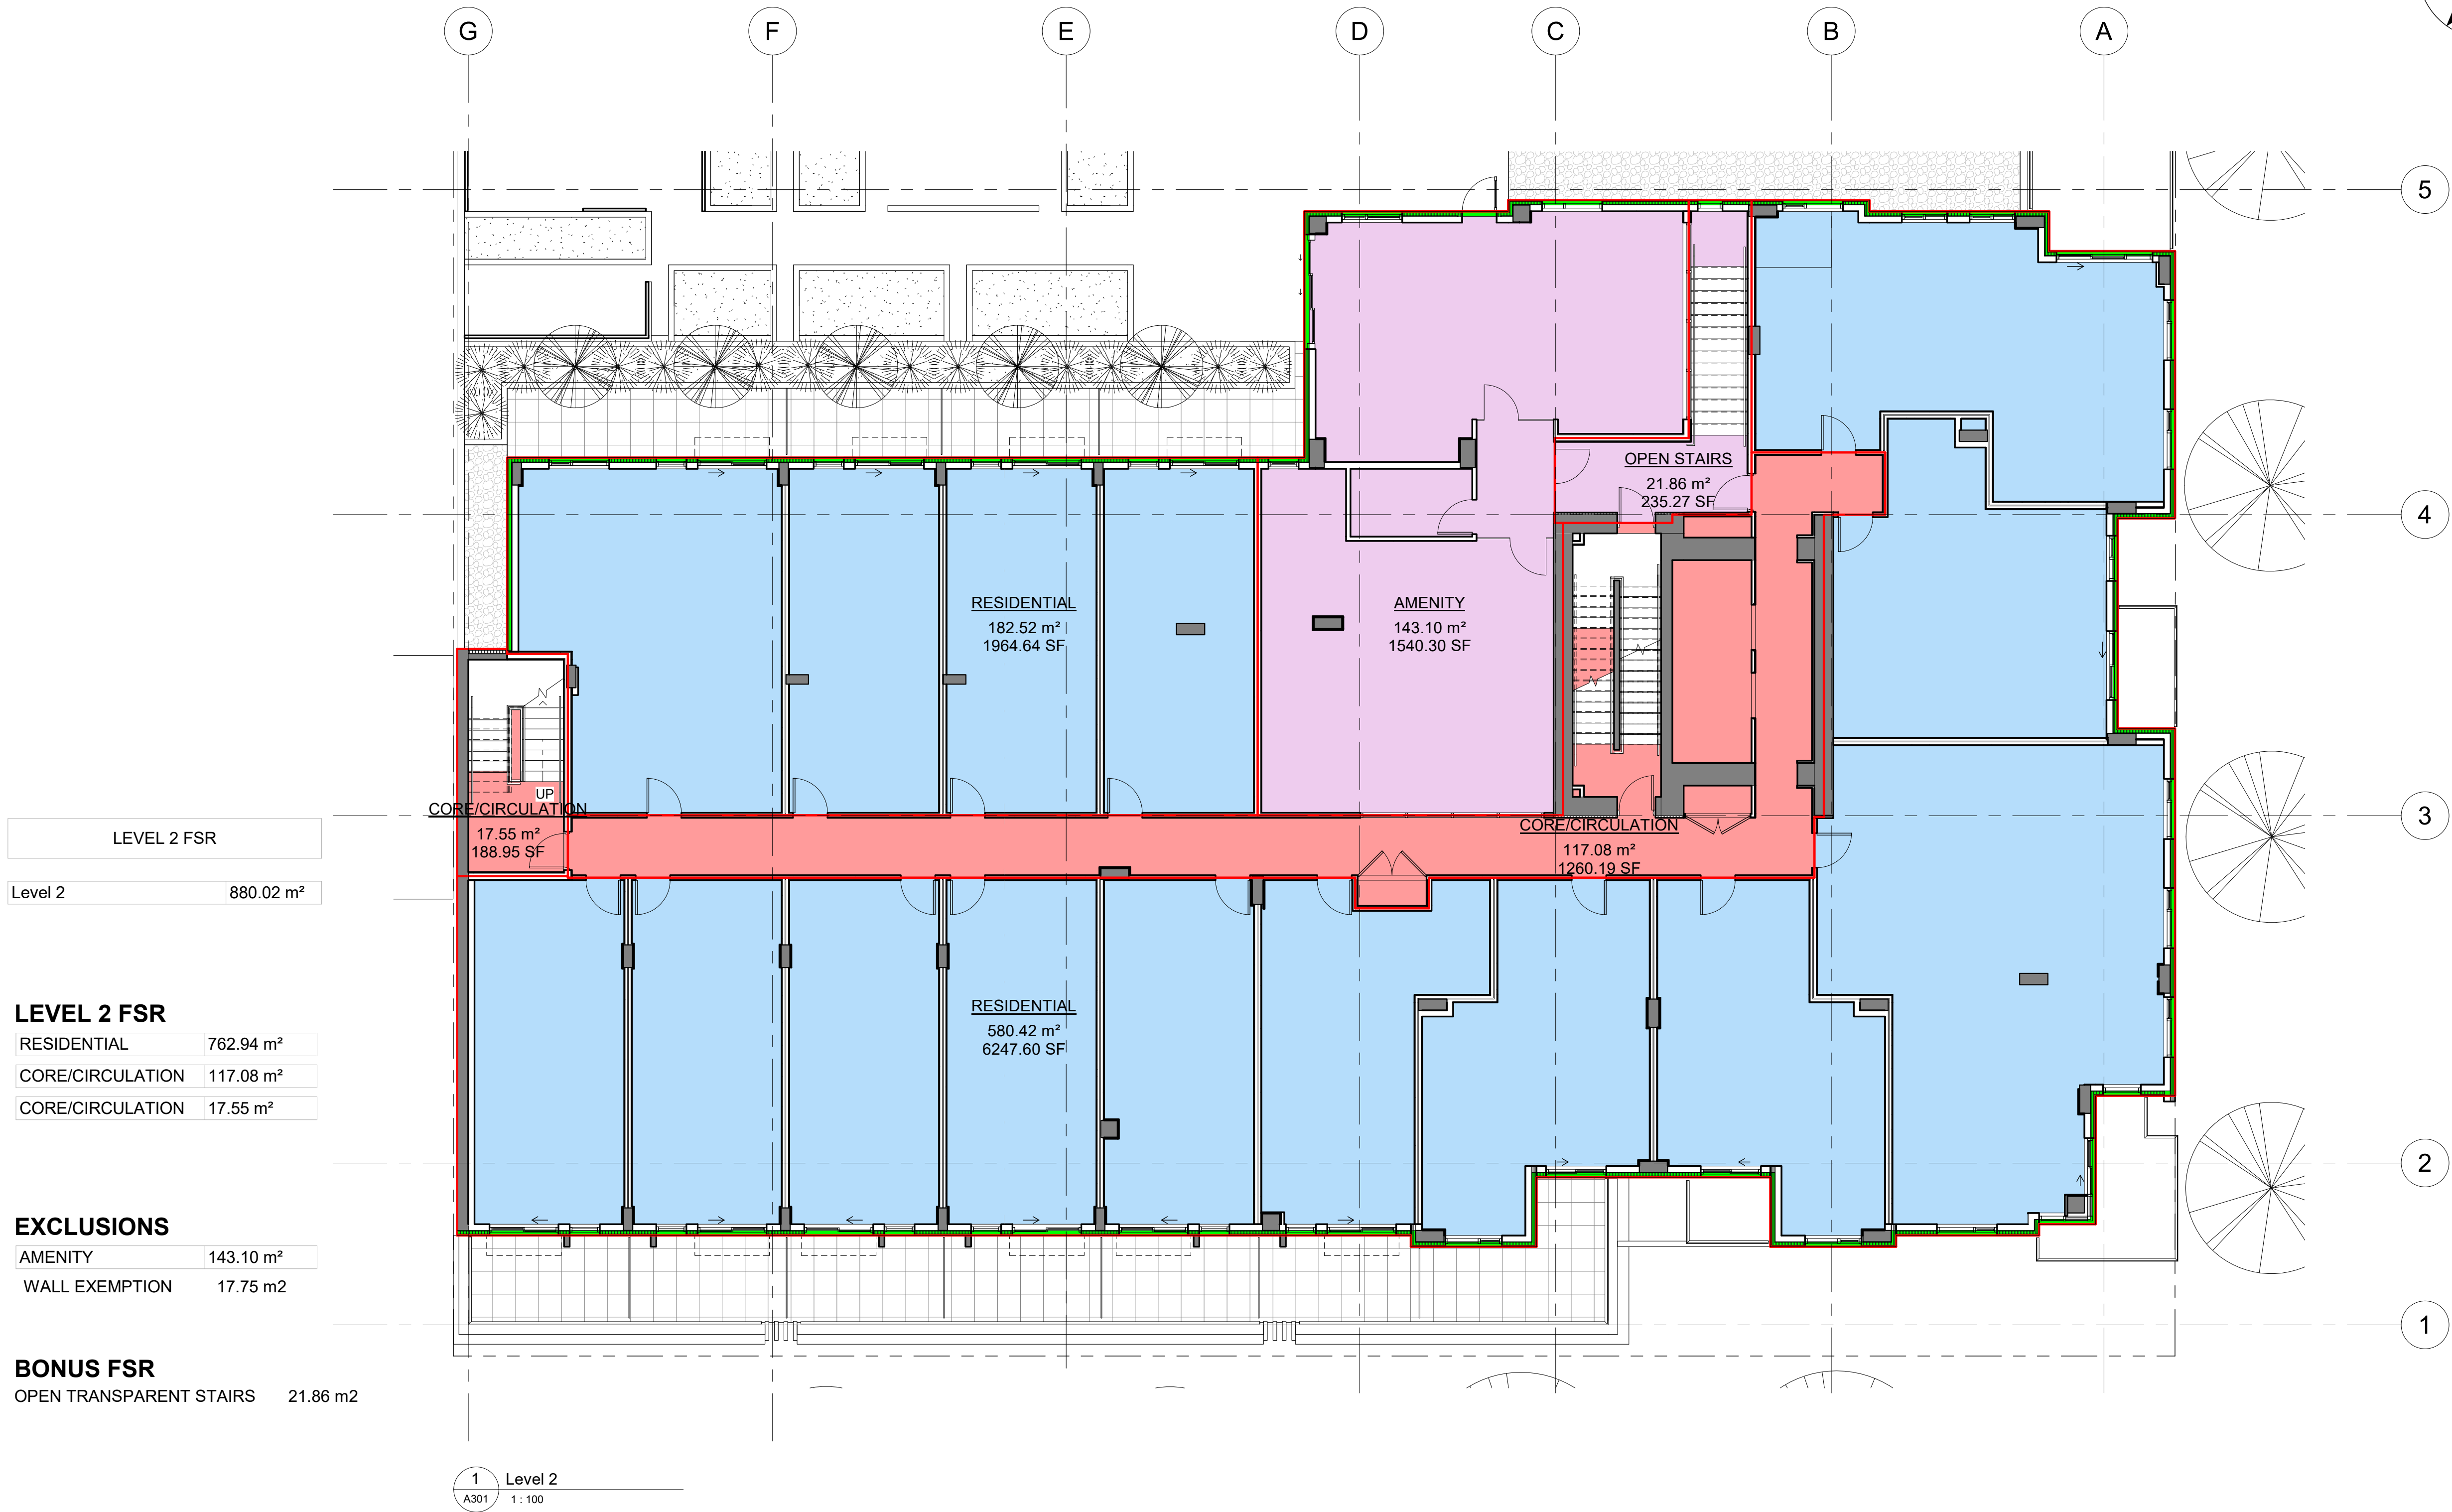 G F E D C B A
5
OPEN STAIRS
21.86 m²
235.27 SF
4
RESIDENTIAL
182.52 m²
1964.64 SF
AMENITY
143.10 m²
1540.30 SF
UP
CORE/CIRCULATION
17.55 m²
188.95 SF
CORE/CIRCULATION
117.08 m²
1260.19 SF
3
LEVEL 2 FSR
Level 2 880.02 m²
RESIDENTIAL
580.42 m²
6247.60 SF
LEVEL 2 FSR
RESIDENTIAL 762.94 m²
CORE/CIRCULATION 117.08 m²
CORE/CIRCULATION 17.55 m²
2
EXCLUSIONS
AMENITY 143.10 m²
WALL EXEMPTION 17.75 m2
1
BONUS FSR
OPEN TRANSPARENT STAIRS 21.86 m2
1 Level 2
A301 1 : 100